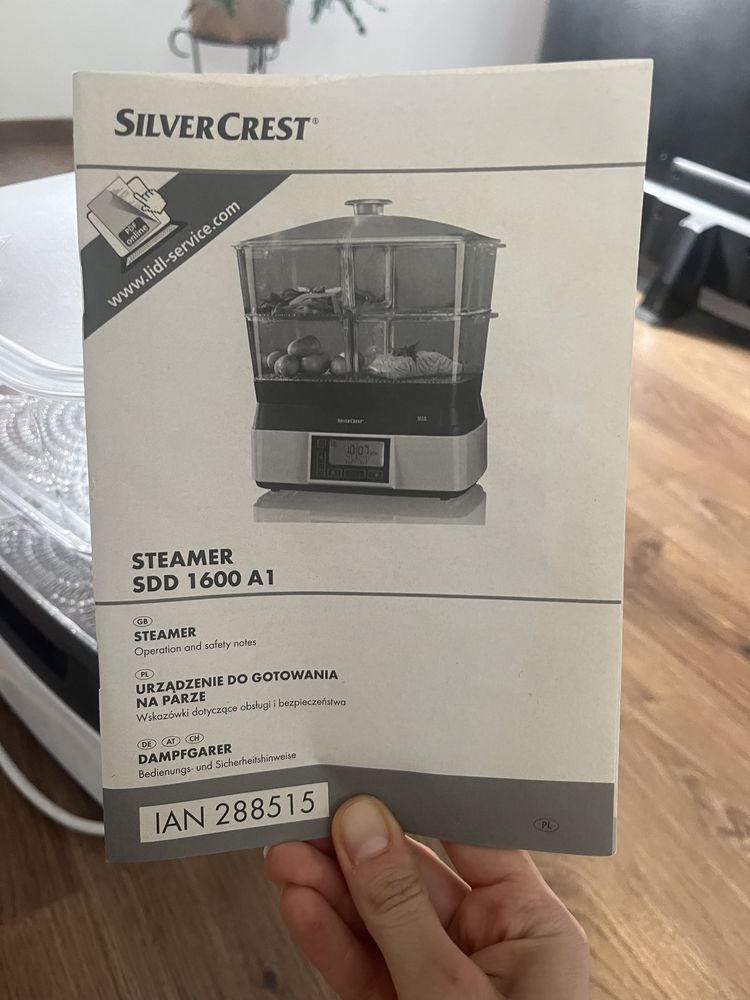 SILVERCREST®
PDF
online
www.lidl-service.com
SILVERCREST
STEAMER
SDD 1600 A1
GB
STEAMER
Operation and safety notes
PL
URZĄDZENIE DO GOTOWANIA
NA PARZE
Wskazówki dotyczące obsługi i bezpieczeństwa
DE AT CH
DAMPFGARER
Bedienungs- und Sicherheitshinweise
IAN 288515
PL